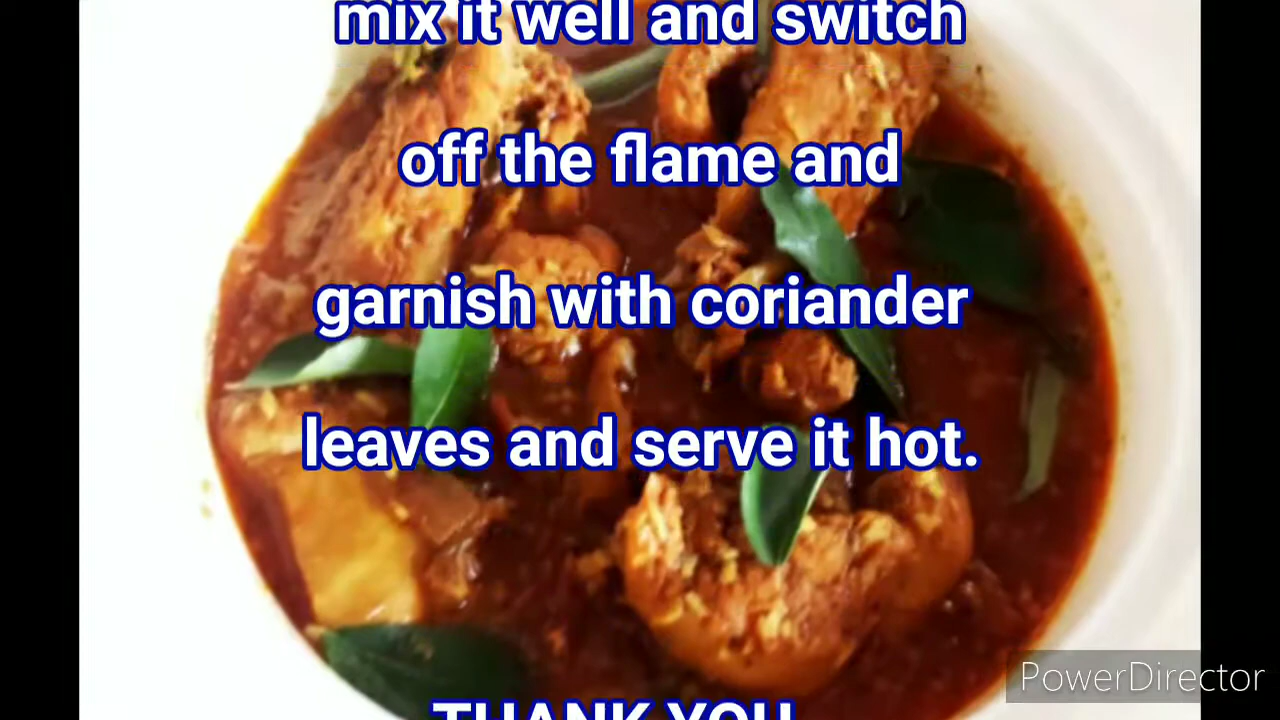 mix it well and switch
off the flame and
garnish with coriander
leaves and serve it hot.
THANK YOU
PowerDirector